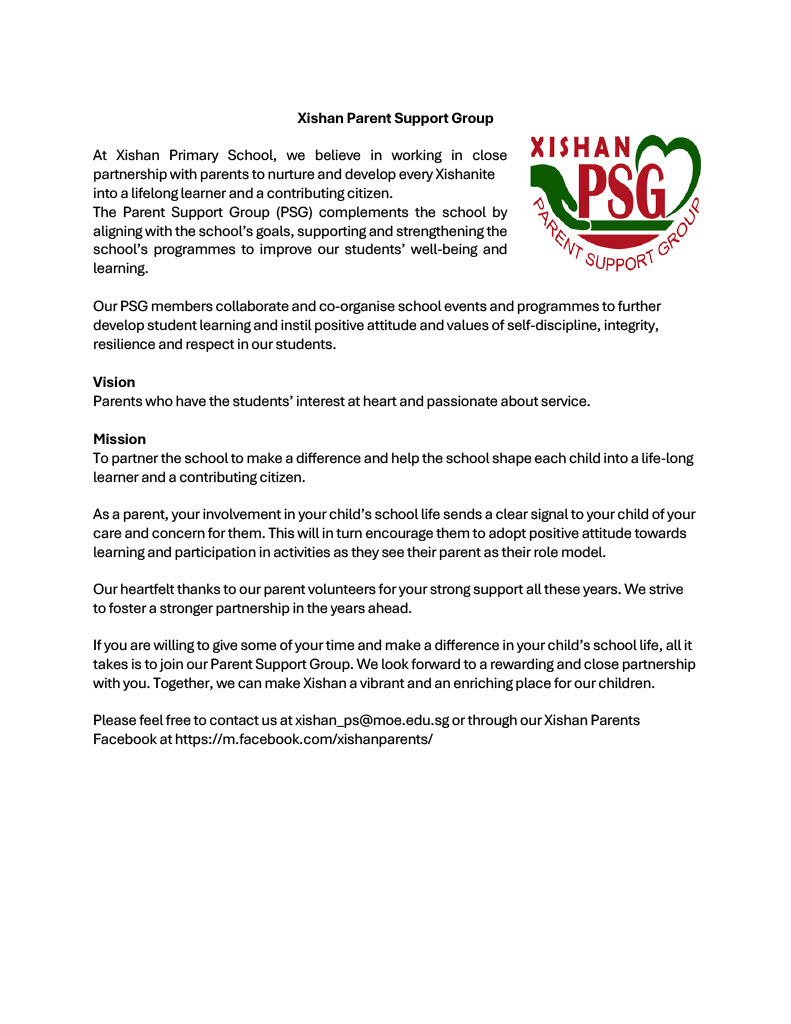 Xishan Parent Support Group
At Xishan Primary School, we believe in working in close
partnership with parents to nurture and develop every Xishanite
into a lifelong learner and a contributing citizen.
The Parent Support Group (PSG) complements the school by
aligning with the school’s goals, supporting and strengthening the
school’s programmes to improve our students’ well-being and
learning.
XISHAN
PSG
PARENT SUPPORT GROUP
Our PSG members collaborate and co-organise school events and programmes to further
develop student learning and instil positive attitude and values of self-discipline, integrity,
resilience and respect in our students.
Vision
Parents who have the students’ interest at heart and passionate about service.
Mission
To partner the school to make a difference and help the school shape each child into a life-long
learner and a contributing citizen.
As a parent, your involvement in your child’s school life sends a clear signal to your child of your
care and concern for them. This will in turn encourage them to adopt positive attitude towards
learning and participation in activities as they see their parent as their role model.
Our heartfelt thanks to our parent volunteers for your strong support all these years. We strive
to foster a stronger partnership in the years ahead.
If you are willing to give some of your time and make a difference in your child’s school life, all it
takes is to join our Parent Support Group. We look forward to a rewarding and close partnership
with you. Together, we can make Xishan a vibrant and an enriching place for our children.
Please feel free to contact us at xishan_ps@moe.edu.sg or through our Xishan Parents
Facebook at https://m.facebook.com/xishanparents/